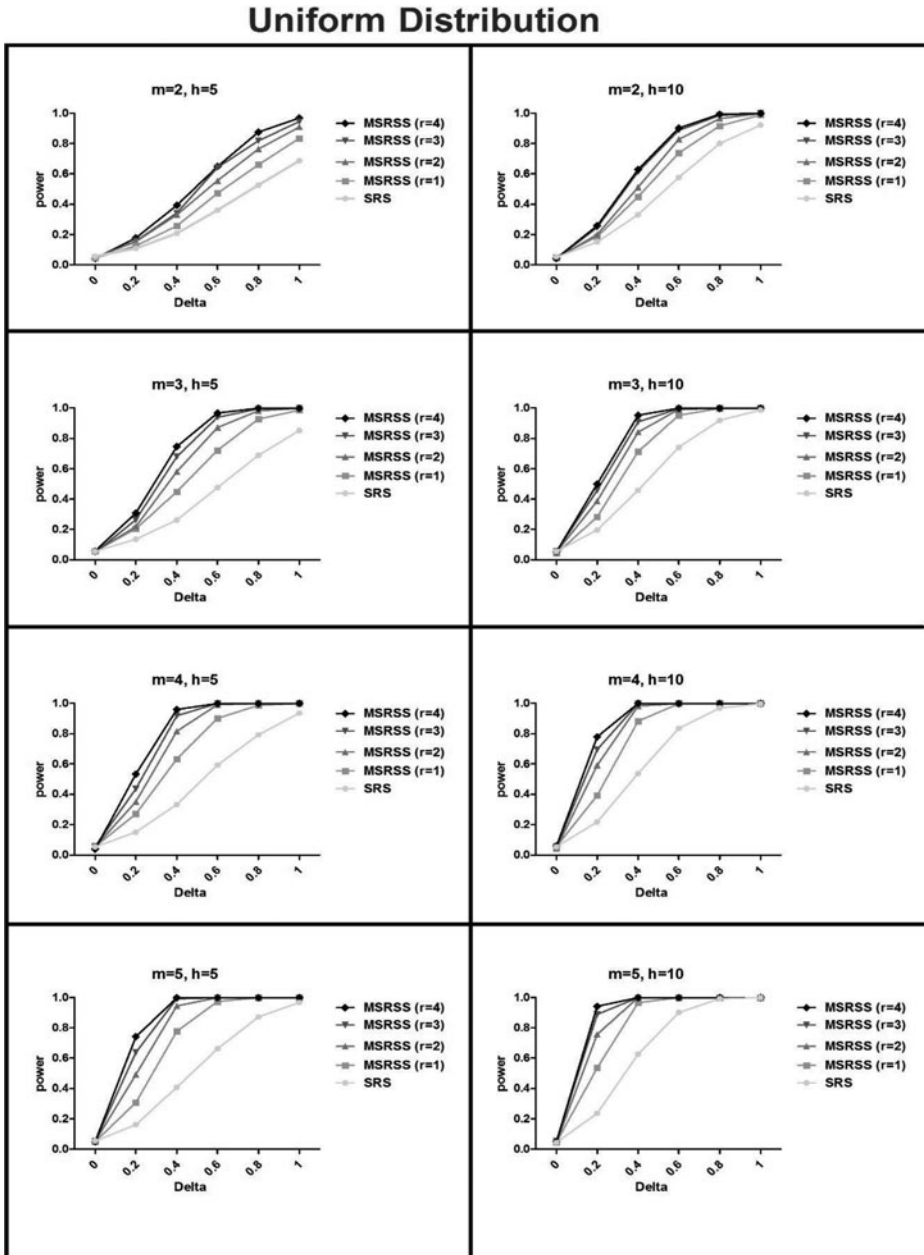 Uniform Distribution
m=2, h=5
power
1.0
0.8
0.6
0.4
0.2
0.0
0 0.2 0.4 0.6 0.8 1
Delta
MSRSS (r=4)
MSRSS (r=3)
MSRSS (r=2)
MSRSS (r=1)
SRS
m=2, h=10
power
1.0
0.8
0.6
0.4
0.2
0.0
0 0.2 0.4 0.6 0.8 1
Delta
MSRSS (r=4)
MSRSS (r=3)
MSRSS (r=2)
MSRSS (r=1)
SRS
m=3, h=5
power
1.0
0.8
0.6
0.4
0.2
0.0
0 0.2 0.4 0.6 0.8 1
Delta
MSRSS (r=4)
MSRSS (r=3)
MSRSS (r=2)
MSRSS (r=1)
SRS
m=3, h=10
power
1.0
0.8
0.6
0.4
0.2
0.0
0 0.2 0.4 0.6 0.8 1
Delta
MSRSS (r=4)
MSRSS (r=3)
MSRSS (r=2)
MSRSS (r=1)
SRS
m=4, h=5
power
1.0
0.8
0.6
0.4
0.2
0.0
0 0.2 0.4 0.6 0.8 1
Delta
MSRSS (r=4)
MSRSS (r=3)
MSRSS (r=2)
MSRSS (r=1)
SRS
m=4, h=10
power
1.0
0.8
0.6
0.4
0.2
0.0
0 0.2 0.4 0.6 0.8 1
Delta
MSRSS (r=4)
MSRSS (r=3)
MSRSS (r=2)
MSRSS (r=1)
SRS
m=5, h=5
power
1.0
0.8
0.6
0.4
0.2
0.0
0 0.2 0.4 0.6 0.8 1
Delta
MSRSS (r=4)
MSRSS (r=3)
MSRSS (r=2)
MSRSS (r=1)
SRS
m=5, h=10
power
1.0
0.8
0.6
0.4
0.2
0.0
0 0.2 0.4 0.6 0.8 1
Delta
MSRSS (r=4)
MSRSS (r=3)
MSRSS (r=2)
MSRSS (r=1)
SRS